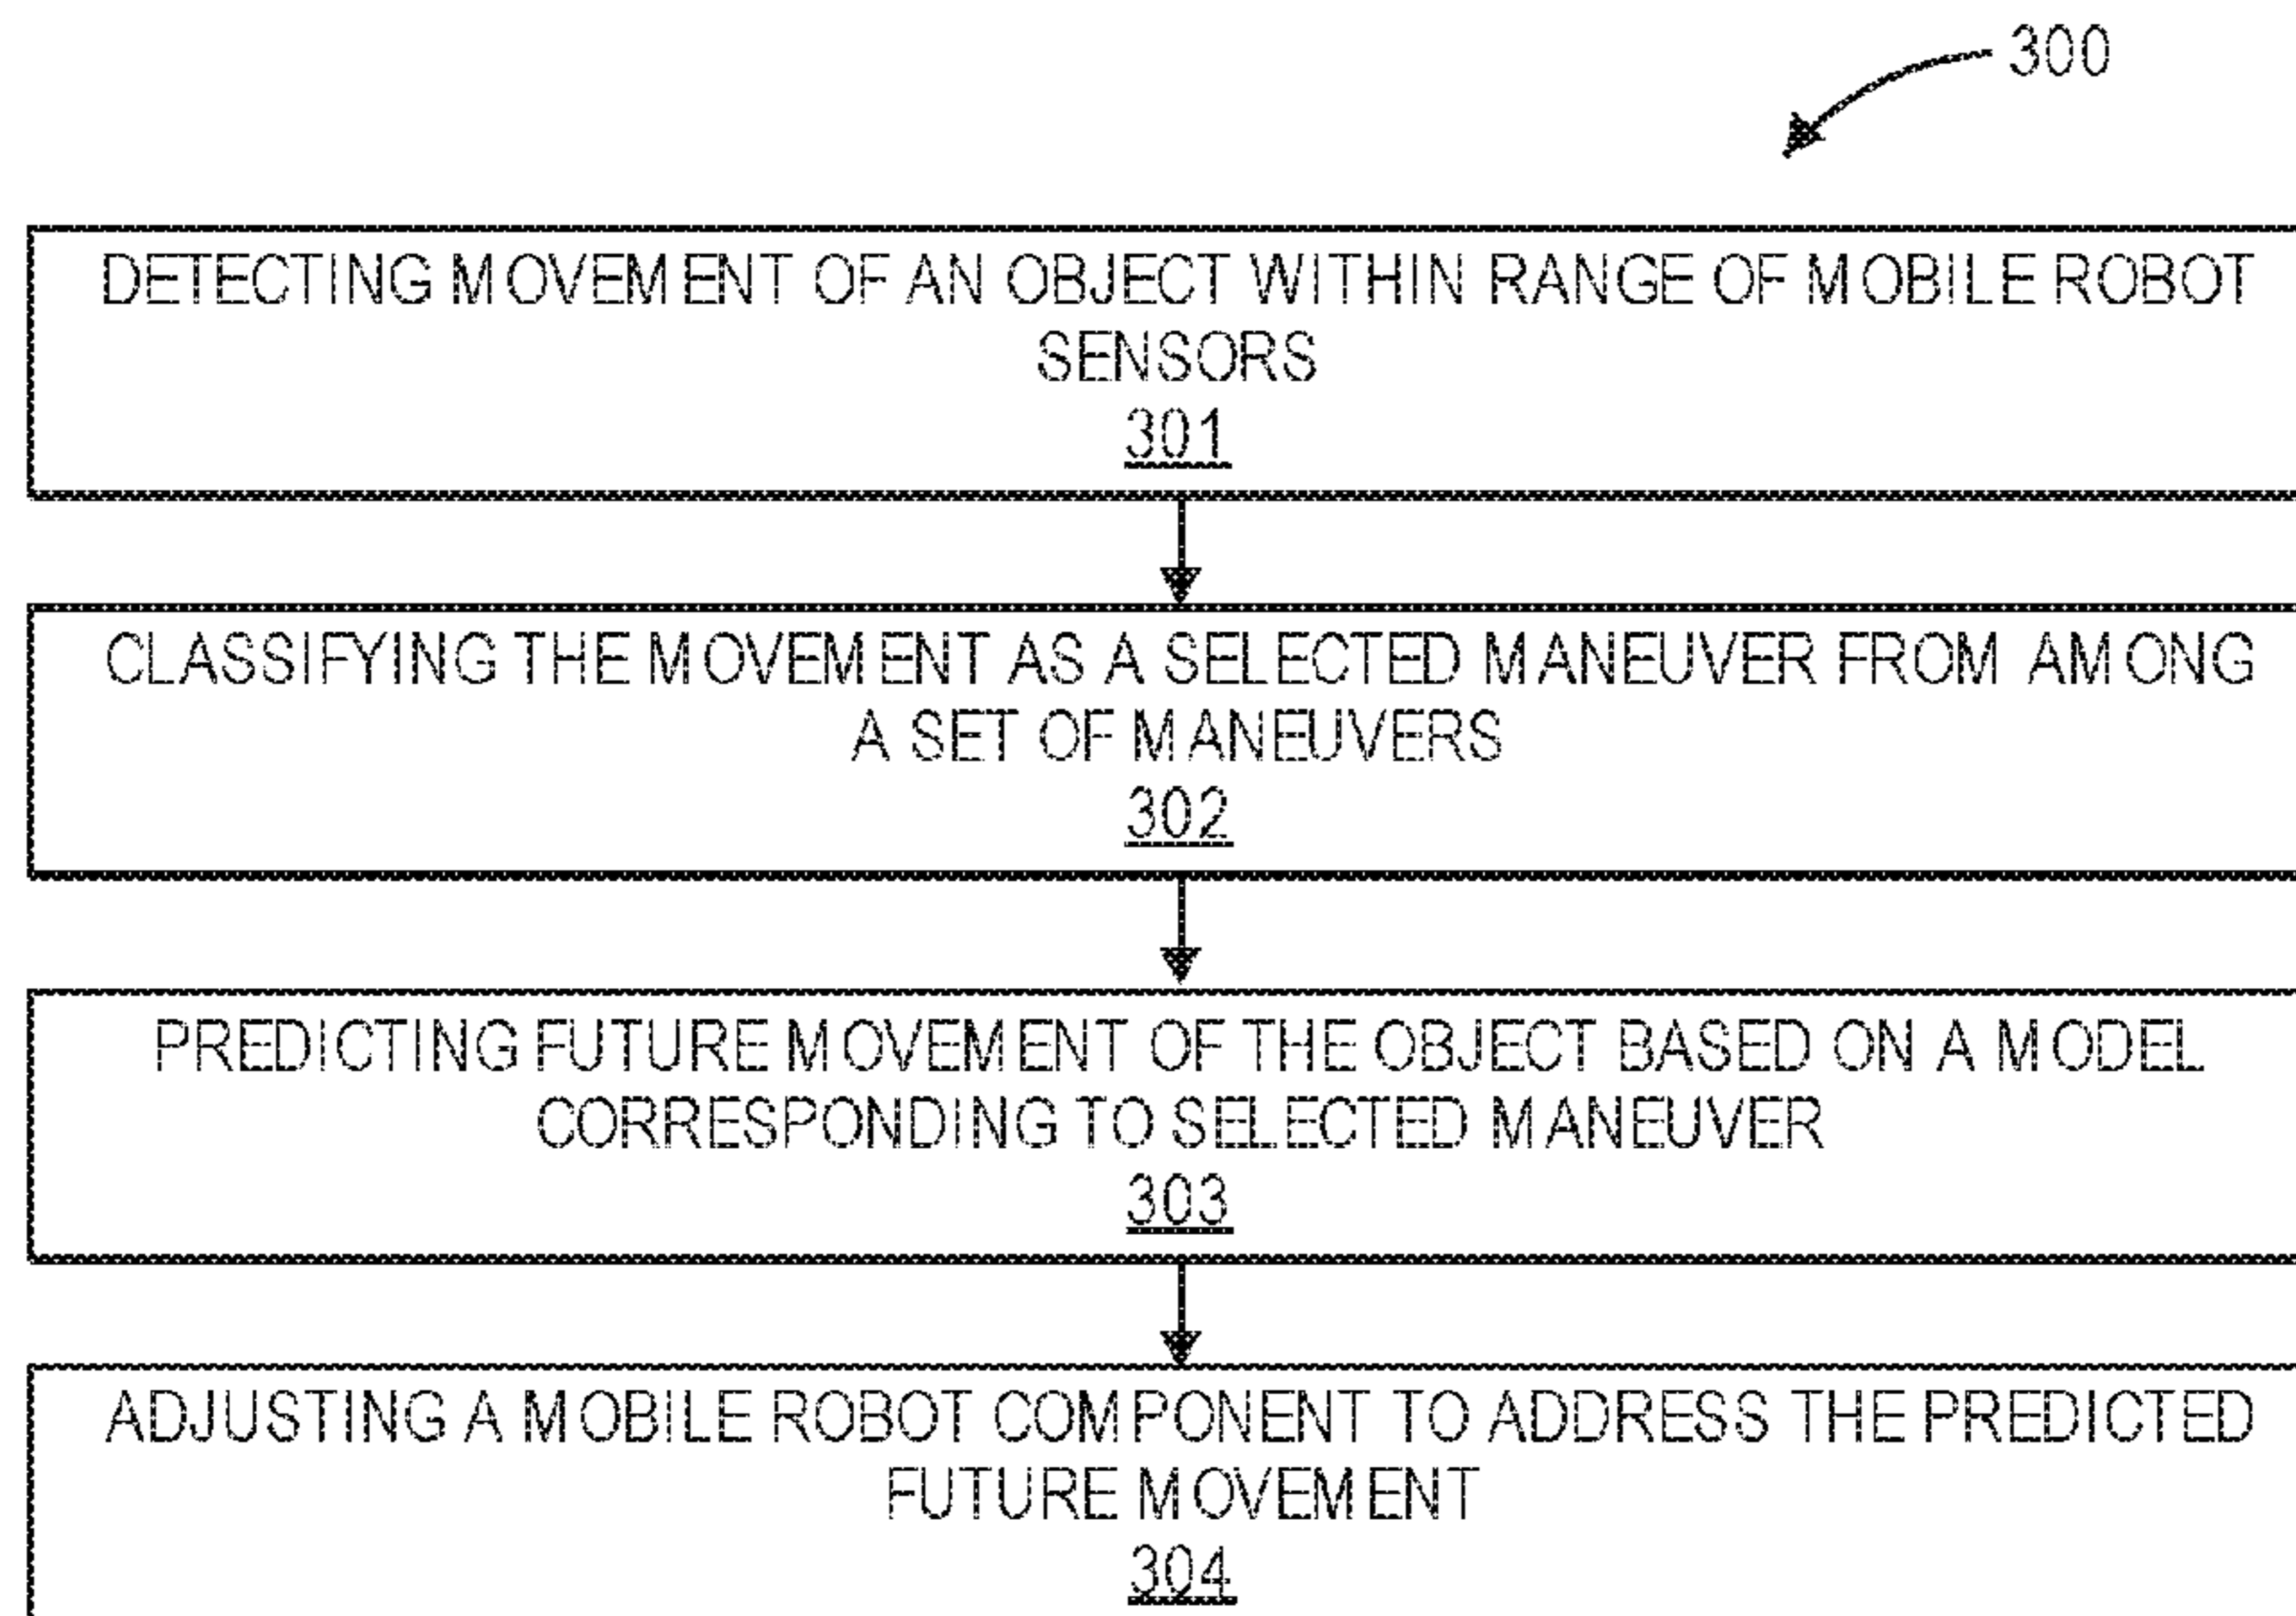 300
DETECTING MOVEMENT OF AN OBJECT WITHIN RANGE OF MOBILE ROBOT
SENSORS
301
CLASSIFYING THE MOVEMENT AS A SELECTED MANEUVER FROM AMONG
A SET OF MANEUVERS
302
PREDICTING FUTURE MOVEMENT OF THE OBJECT BASED ON A MODEL
CORRESPONDING TO SELECTED MANEUVER
303
ADJUSTING A MOBILE ROBOT COMPONENT TO ADDRESS THE PREDICTED
FUTURE MOVEMENT
304